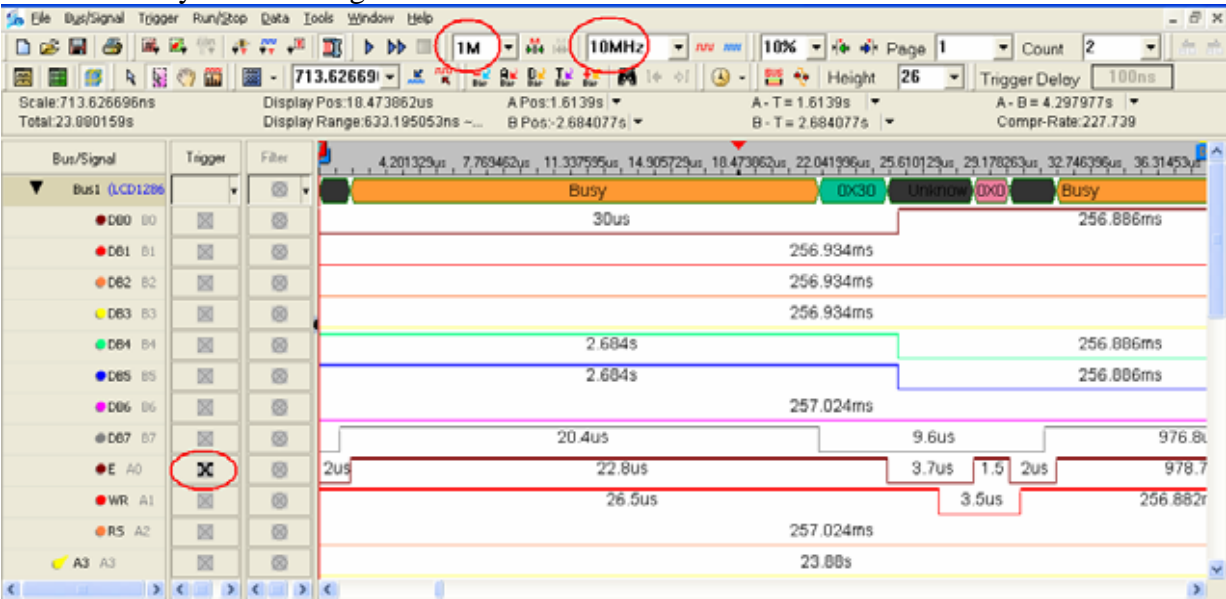 File Bus/Signal Trigger Run/Stop Data Tools Window Help
1M 10MHz 10% Page 1 Count 2
713.62669 Height 26 Trigger Delay 100ns
Scale:713.626696ns Display Pos:18.473862us A Pos:1.6139s A - T = 1.6139s A - B = 4.297977s
Total:23.880159s Display Range:633.195053ns ~... B Pos:-2.684077s B - T = 2.684077s Compr-Rate:227.739
Bus/Signal Trigger Filter 4.201329us 7.769462us 11.337595us 14.905729us 18.473862us 22.041996us 25.610129us 29.178263us 32.746396us 36.31453us
Bus1 (LCD1286 Busy 0X30 Unknow 0X0 Busy
DB0 B0 30us 256.886ms
DB1 B1 256.934ms
DB2 B2 256.934ms
DB3 B3 256.934ms
DB4 B4 2.684s 256.886ms
DB5 B5 2.684s 256.886ms
DB6 B6 257.024ms
DB7 B7 20.4us 9.6us 976.8u
E A0 2us 22.8us 3.7us 1.5 2us 978.7
WR A1 26.5us 3.5us 256.882r
RS A2 257.024ms
A3 A3 23.88s